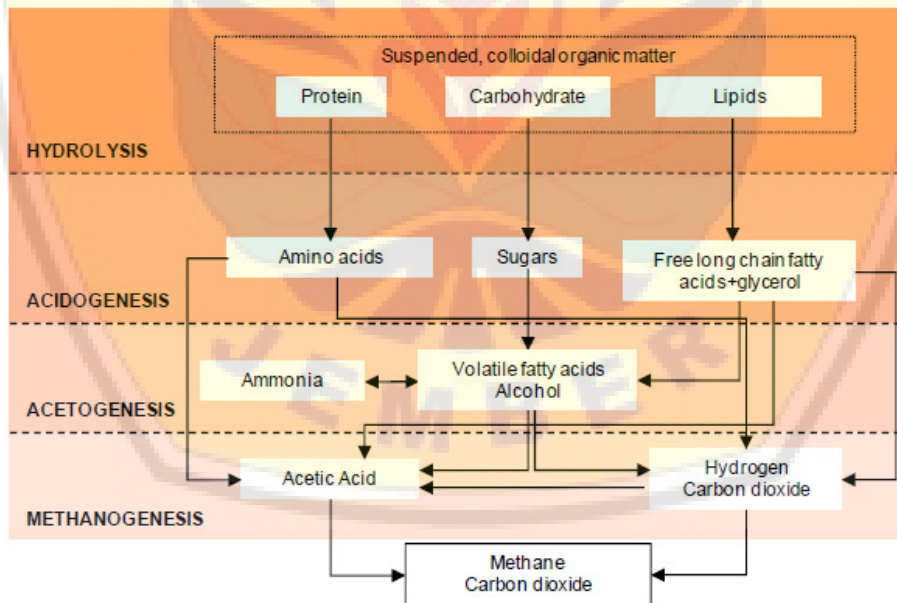 Suspended, colloidal organic matter
Protein
Carbohydrate
Lipids
HYDROLYSIS
Amino acids
Sugars
Free long chain fatty
acids+glycerol
ACIDOGENESIS
Ammonia
Volatile fatty acids
Alcohol
JEMBER
ACETOGENESIS
Acetic Acid
Hydrogen
Carbon dioxide
METHANOGENESIS
Methane
Carbon dioxide